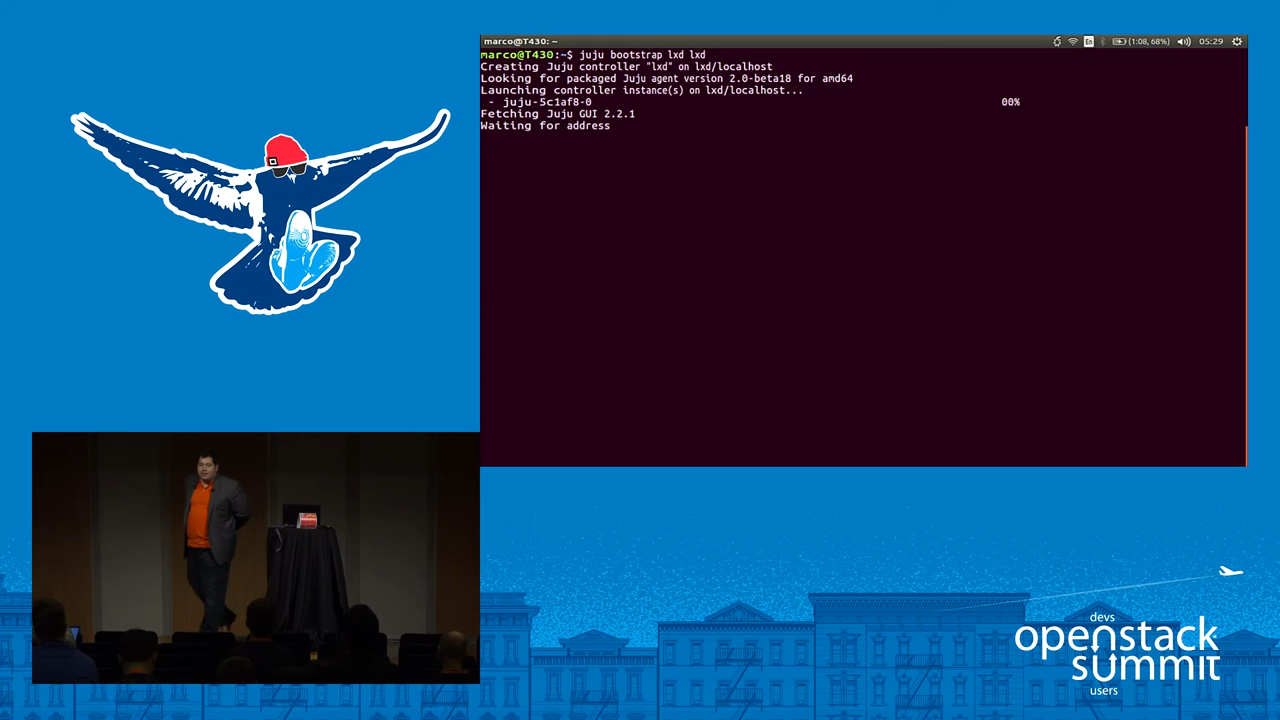 marco@T430: ~
En
(1:08, 68%)
05:29
marco@T430:~$ juju bootstrap lxd lxd
Creating Juju controller "lxd" on lxd/localhost
Looking for packaged Juju agent version 2.0-beta18 for amd64
Launching controller instance(s) on lxd/localhost...
- juju-5c1af8-0 00%
Fetching Juju GUI 2.2.1
Waiting for address
devs
openstack
summit
users